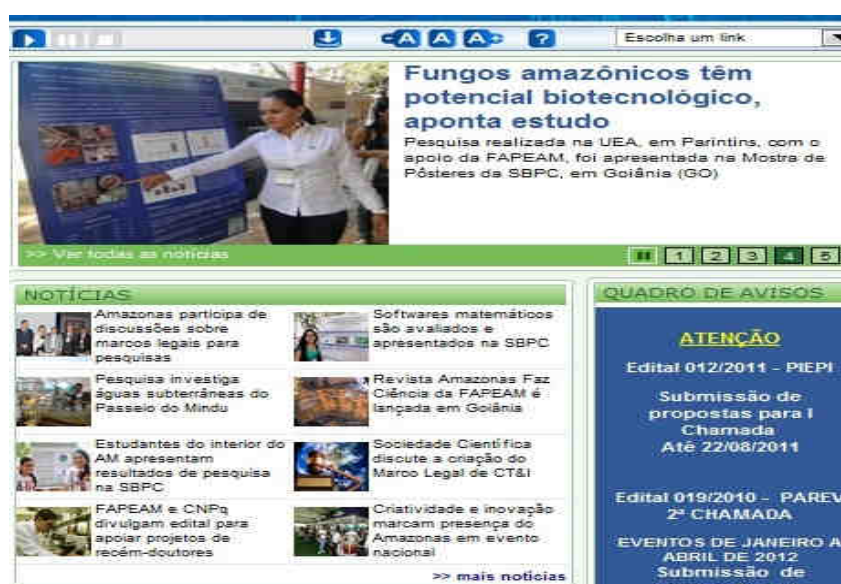 -A A A+ ? Escolha um link
Fungos amazônicos têm
potencial biotecnológico,
aponta estudo
Pesquisa realizada na UEA, em Parintins, com o
apoio da FAPEAM, foi apresentada na Mostra de
Pôsteres da SBPC, em Goiânia (GO)
>> Ver todas as notícias
1 2 3 4 5
NOTÍCIAS
Amazonas participa de
discussões sobre
marcos legais para
pesquisas
Softwares matemáticos
são avaliados e
apresentados na SBPC
Pesquisa investiga
águas subterrâneas do
Passeio do Mindu
Revista Amazonas Faz
Ciência da FAPEAM é
lançada em Goiânia
Estudantes do interior do
AM apresentam
resultados de pesquisa
na SBPC
Sociedade Científica
discute a criação do
Marco Legal de CT&I
FAPEAM e CNPq
divulgam edital para
apoiar projetos de
recém-doutores
Criatividade e inovação
marcam presença do
Amazonas em evento
nacional
>> mais notícias
QUADRO DE AVISOS
ATENÇÃO
Edital 012/2011 - PIEPI
Submissão de
propostas para I
Chamada
Até 22/08/2011
Edital 019/2010 - PAREV
2ª CHAMADA
EVENTOS DE JANEIRO A
ABRIL DE 2012
Submissão de